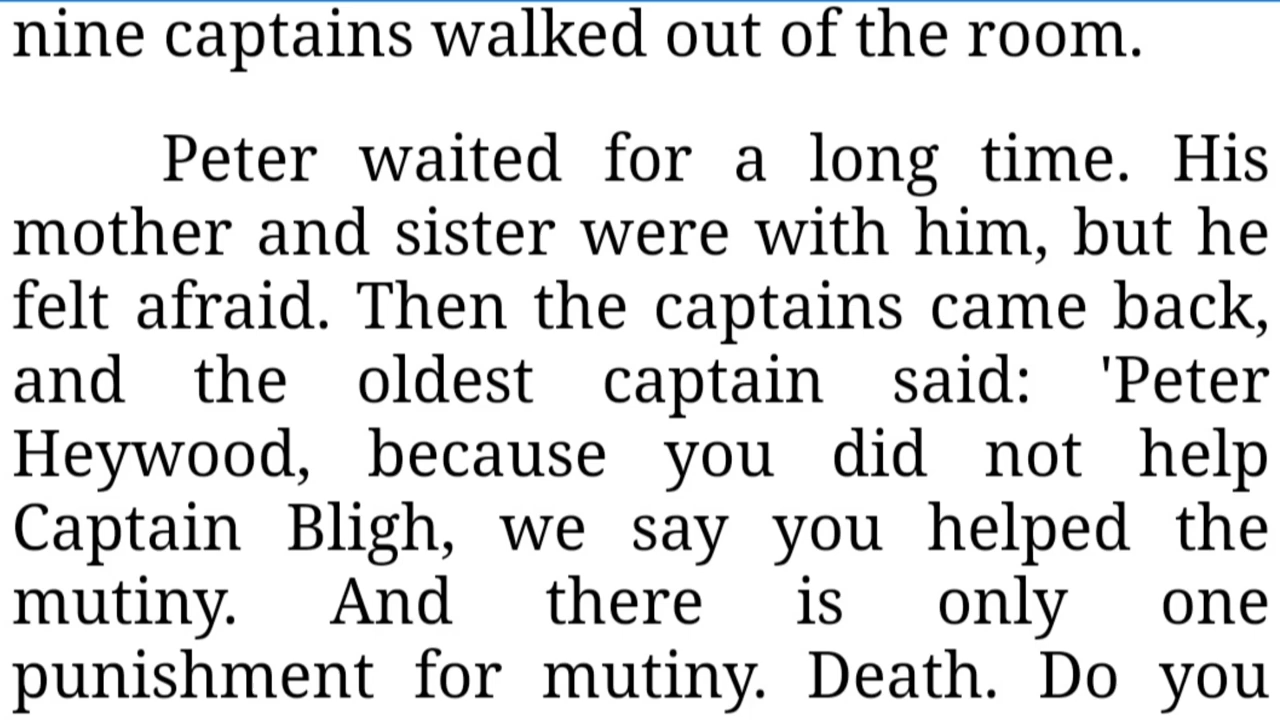 nine captains walked out of the room.
Peter waited for a long time. His
mother and sister were with him, but he
felt afraid. Then the captains came back,
and the oldest captain said: 'Peter
Heywood, because you did not help
Captain Bligh, we say you helped the
mutiny. And there is only one
punishment for mutiny. Death. Do you